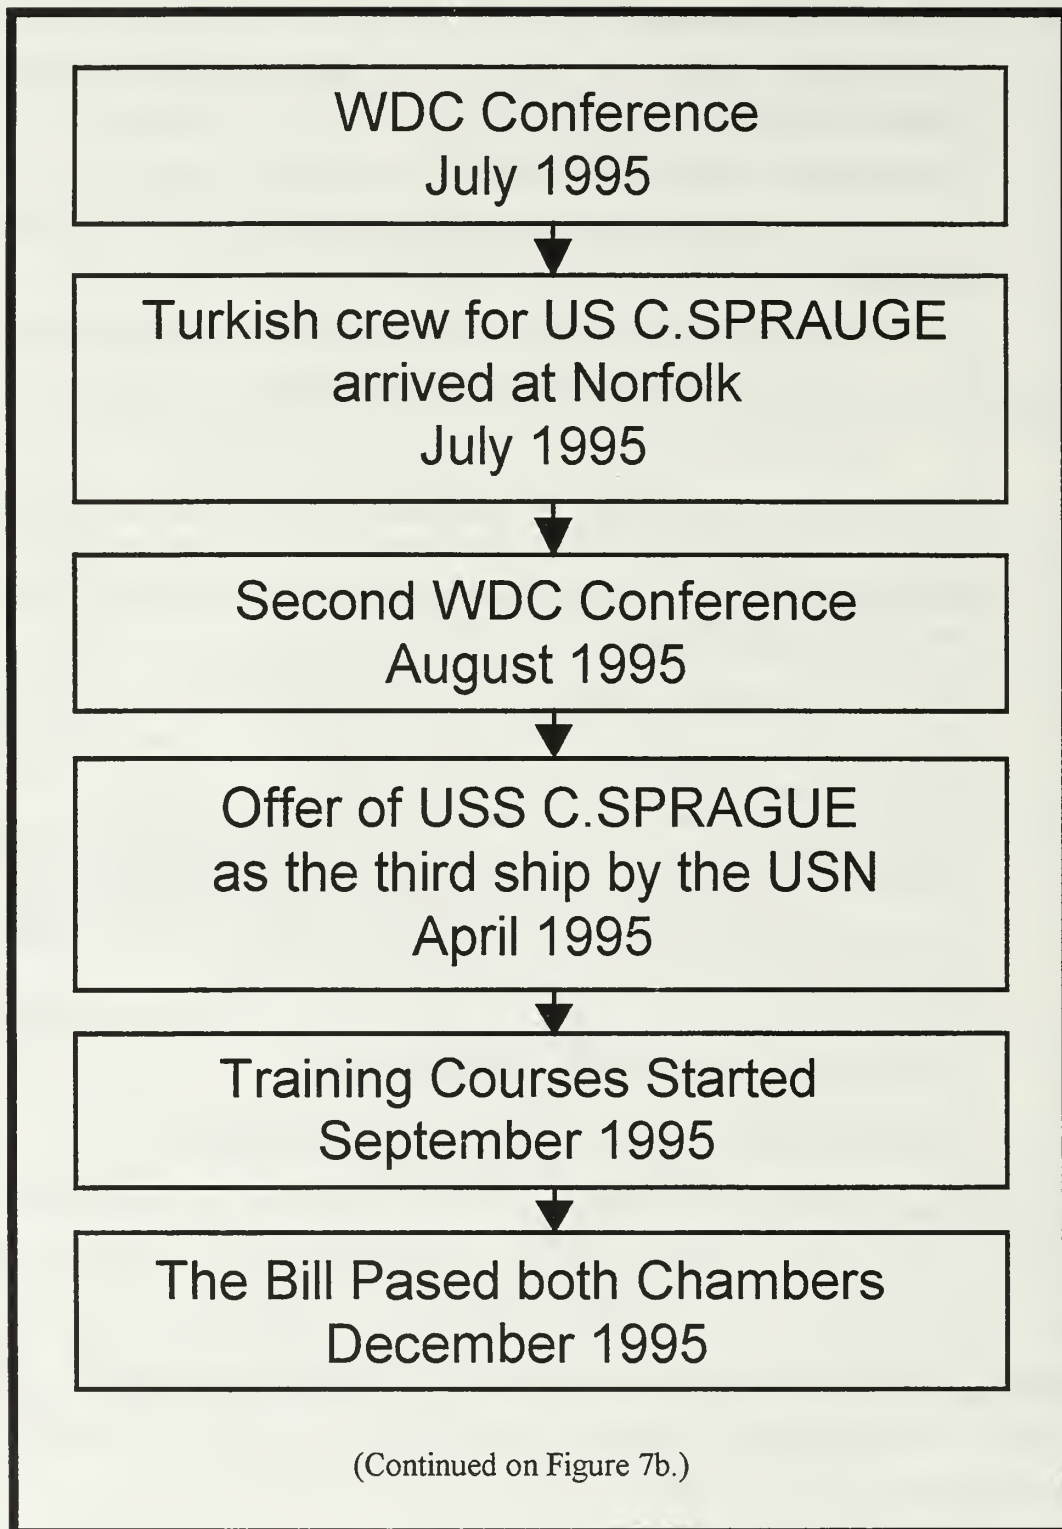 WDC Conference
July 1995
Turkish crew for US C.SPRAUGE
arrived at Norfolk
July 1995
Second WDC Conference
August 1995
Offer of USS C.SPRAGUE
as the third ship by the USN
April 1995
Training Courses Started
September 1995
The Bill Pased both Chambers
December 1995
(Continued on Figure 7b.)